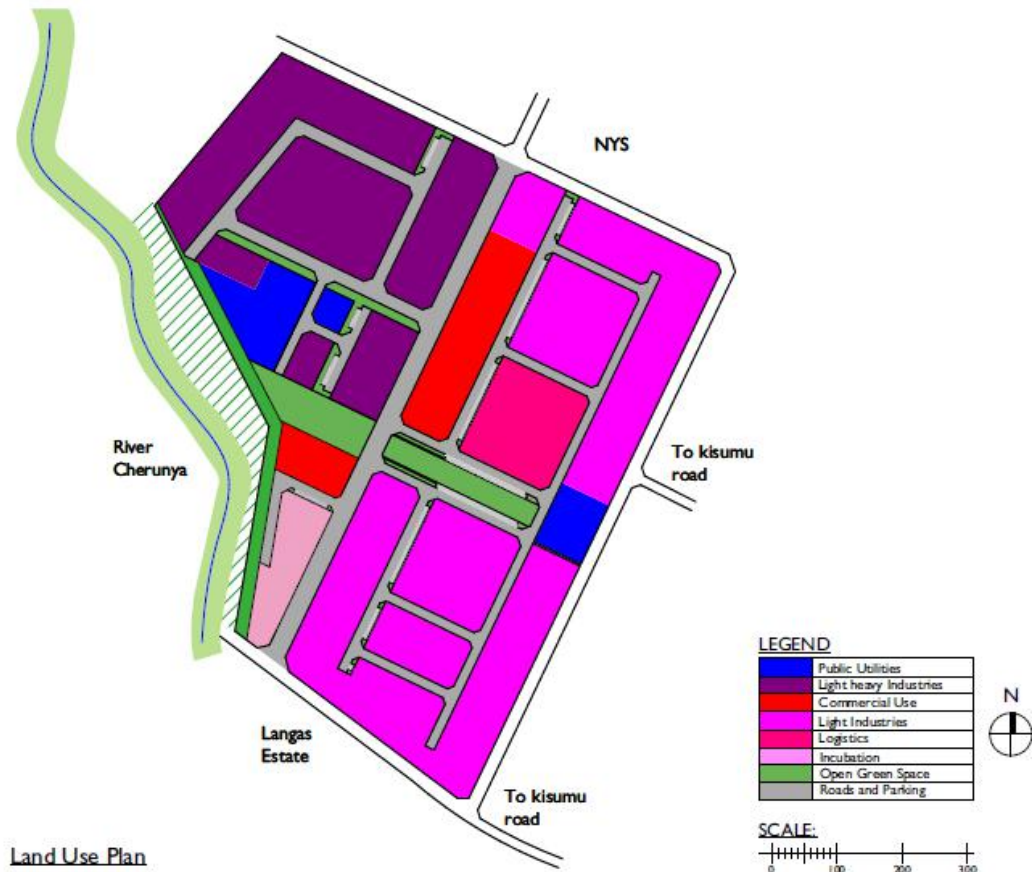 NYS
River
Cherunya
To kisumu
road
Langas
Estate
To kisumu
road
LEGEND
Public Utilities
Light heavy Industries
Commercial Use
Light Industries
Logistics
Incubation
Open Green Space
Roads and Parking
N
SCALE:
0 100 200 300
Land Use Plan